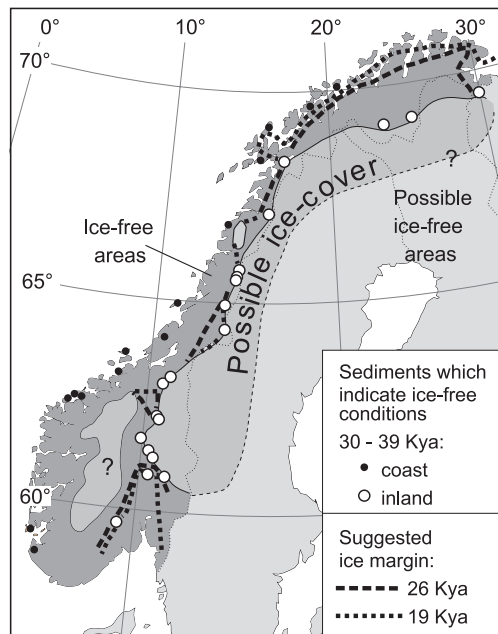 0°
10°
20°
30°
70°
65°
60°
?
Possible
ice-free
areas
Ice-free
areas
Possible ice-cover
?
Sediments which
indicate ice-free
conditions
30 - 39 Kya:
coast
inland
Suggested
ice margin:
26 Kya
19 Kya